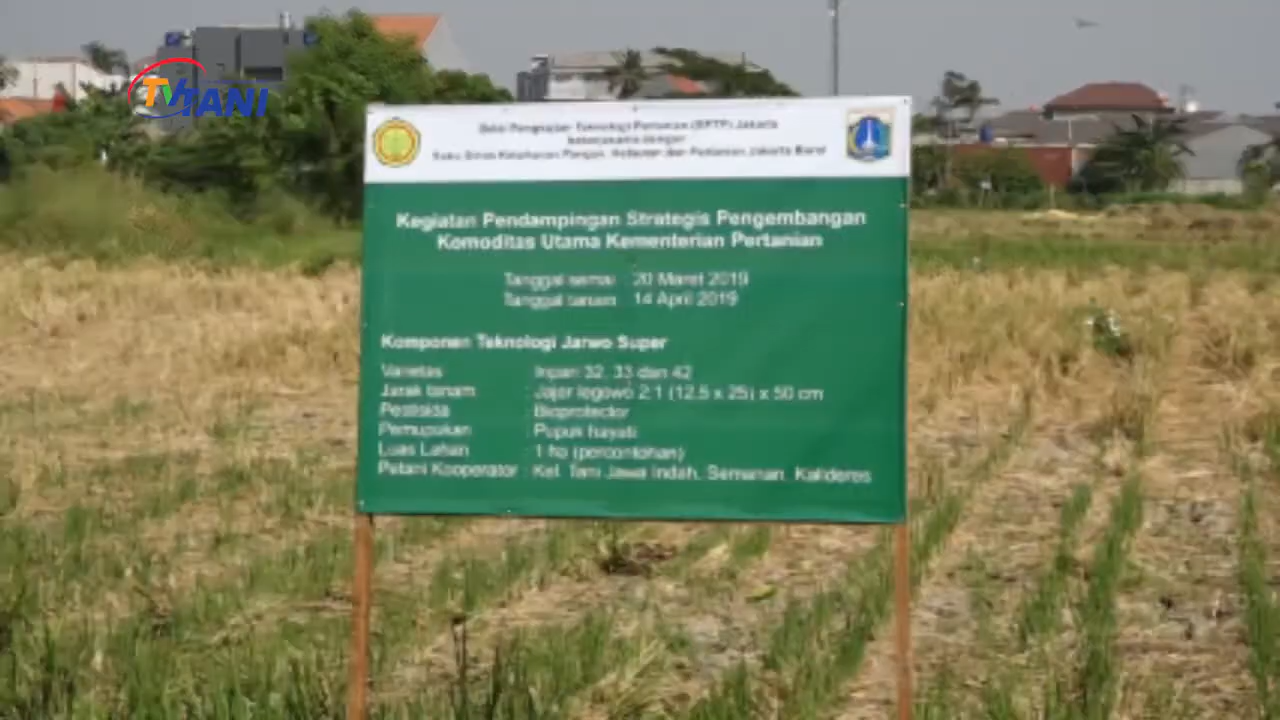 TVTANI
Balai Pengkajian Teknologi Pertanian (BPTP) Jakarta
bekerjasama dengan
Suku Dinas Ketahanan Pangan, Kelautan dan Pertanian Jakarta Barat
Kegiatan Pendampingan Strategis Pengembangan
Komoditas Utama Kementerian Pertanian
Tanggal semai : 20 Maret 2019
Tanggal tanam : 14 April 2019
Komponen Teknologi Jarwo Super
Varietas : Inpari 32, 33 dan 42
Jarak tanam : Jajar legowo 2:1 (12.5 x 25) x 50 cm
Pestisida : Bioprotector
Pemupukan : Pupuk hayati
Luas Lahan : 1 ha (percontohan)
Petani Kooperator : Kel. Tani Jawa Indah, Semanan, Kalideres